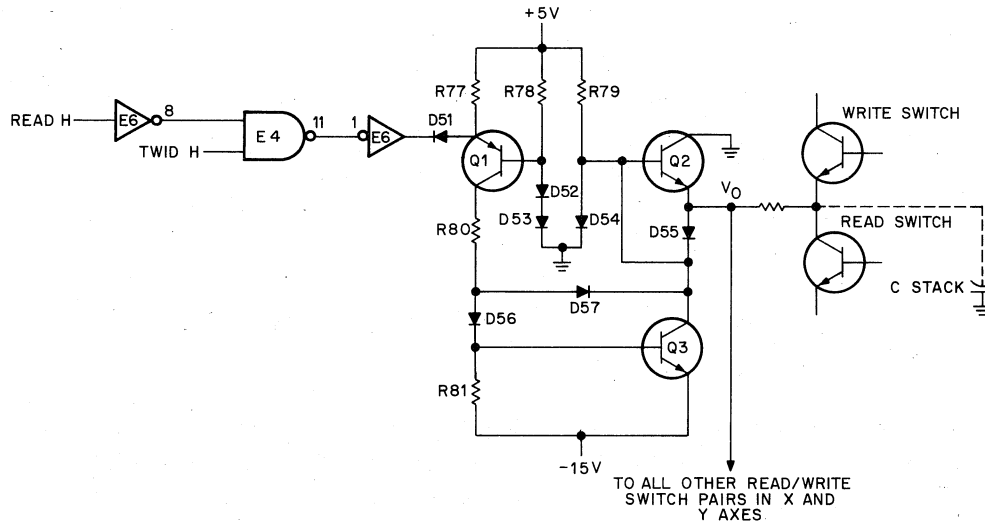 +5V
R77
R78
R79
READ H
E6
8
E4
11
1
E6
D51
TWID H
Q1
Q2
WRITE SWITCH
D52
D53
D54
VO
R80
D55
READ SWITCH
C STACK
D56
D57
Q3
R81
-15V
TO ALL OTHER READ/WRITE
SWITCH PAIRS IN X AND
Y AXES